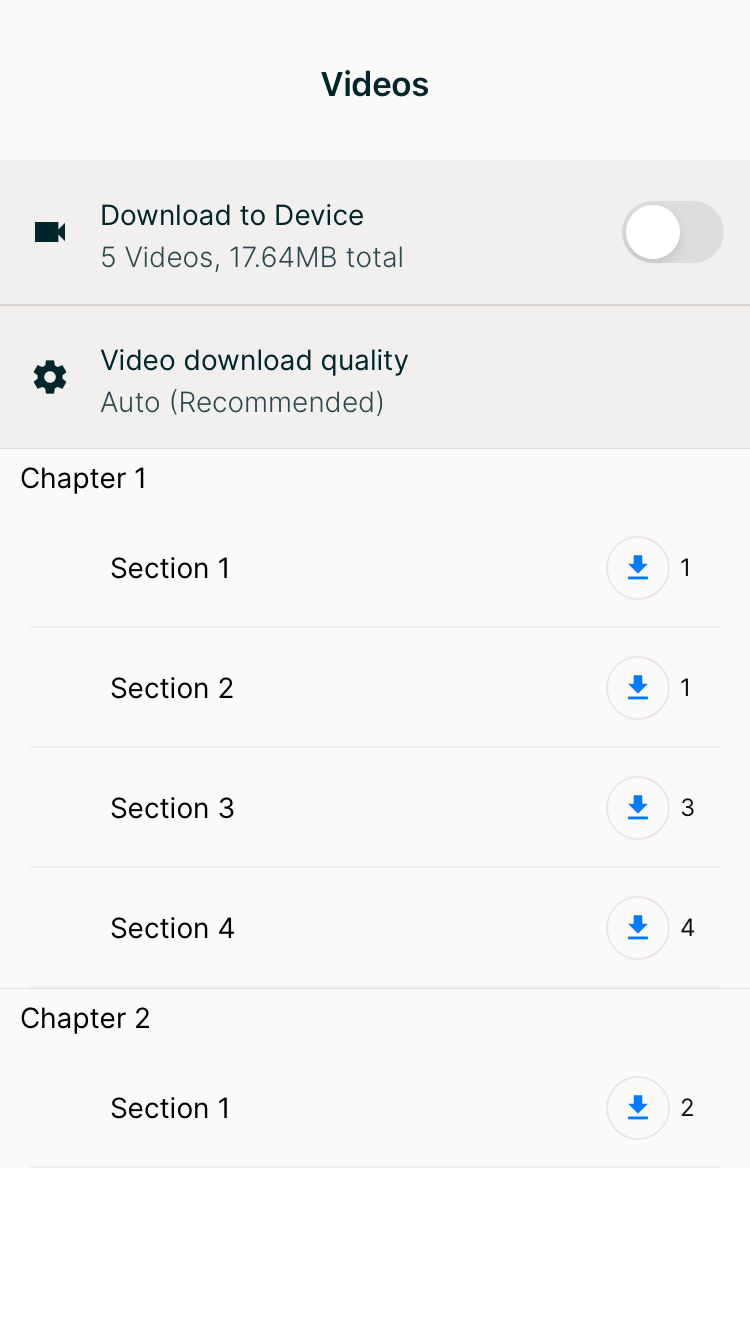 Videos
Download to Device
5 Videos, 17.64MB total
Video download quality
Auto (Recommended)
Chapter 1
Section 1 1
Section 2 1
Section 3 3
Section 4 4
Chapter 2
Section 1 2